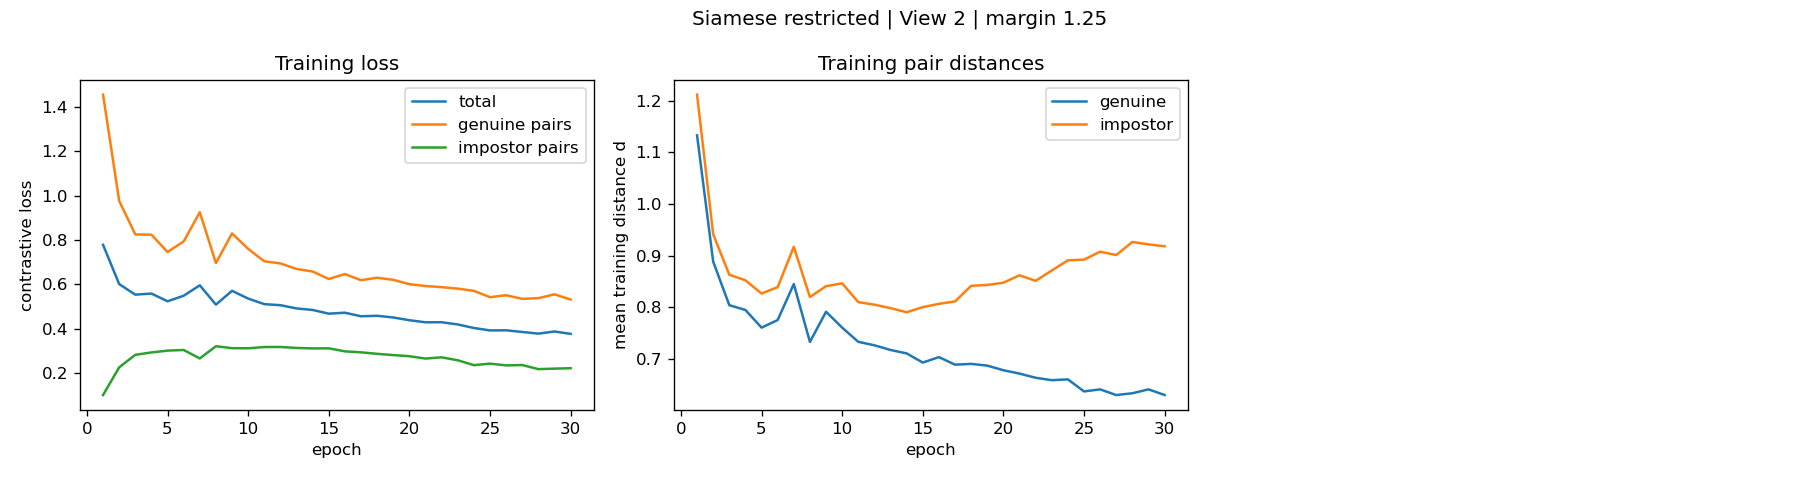 Siamese restricted | View 2 | margin 1.25
Training loss
contrastive loss
1.4
1.2
1.0
0.8
0.6
0.4
0.2
total
genuine pairs
impostor pairs
0 5 10 15 20 25 30
epoch
Training pair distances
mean training distance d
1.2
1.1
1.0
0.9
0.8
0.7
genuine
impostor
0 5 10 15 20 25 30
epoch